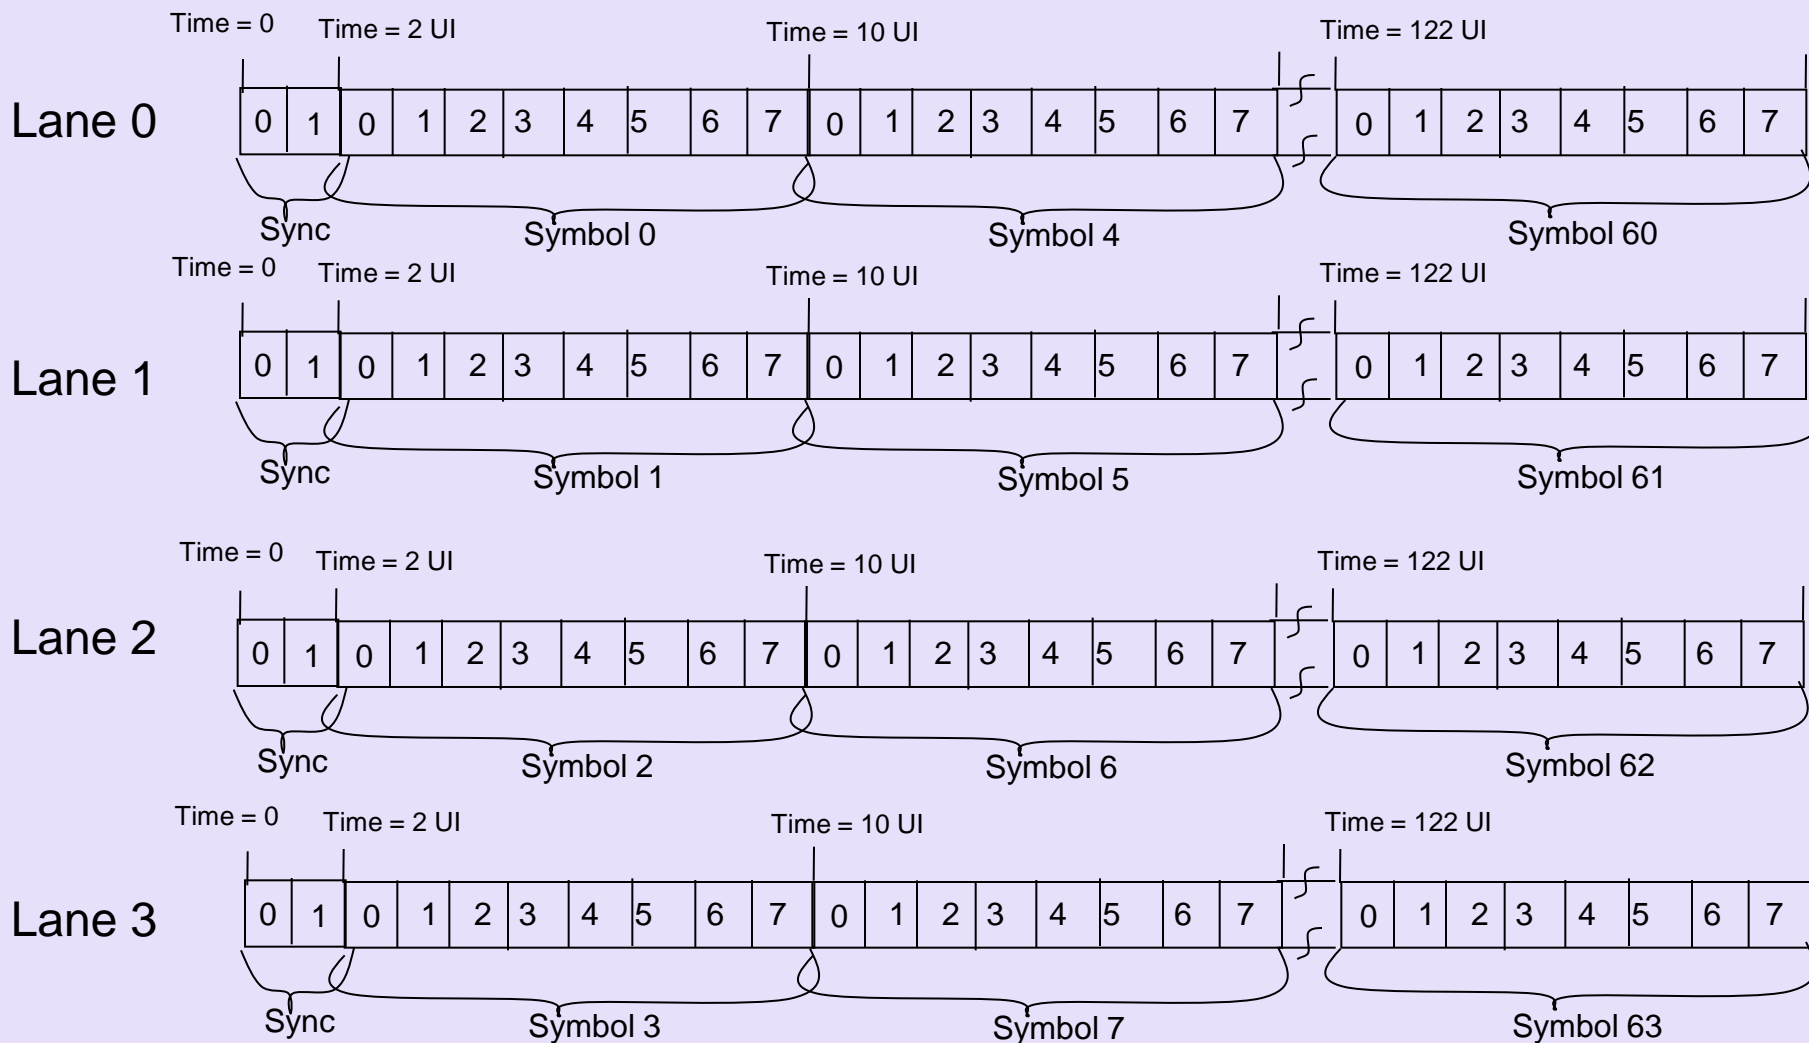 Time = 0 Time = 2 UI Time = 10 UI Time = 122 UI
Lane 0 0 1 0 1 2 3 4 5 6 7 0 1 2 3 4 5 6 7 0 1 2 3 4 5 6 7
Sync Symbol 0 Symbol 4 Symbol 60
Time = 0 Time = 2 UI Time = 10 UI Time = 122 UI
Lane 1 0 1 0 1 2 3 4 5 6 7 0 1 2 3 4 5 6 7 0 1 2 3 4 5 6 7
Sync Symbol 1 Symbol 5 Symbol 61
Time = 0 Time = 2 UI Time = 10 UI Time = 122 UI
Lane 2 0 1 0 1 2 3 4 5 6 7 0 1 2 3 4 5 6 7 0 1 2 3 4 5 6 7
Sync Symbol 2 Symbol 6 Symbol 62
Time = 0 Time = 2 UI Time = 10 UI Time = 122 UI
Lane 3 0 1 0 1 2 3 4 5 6 7 0 1 2 3 4 5 6 7 0 1 2 3 4 5 6 7
Sync Symbol 3 Symbol 7 Symbol 63